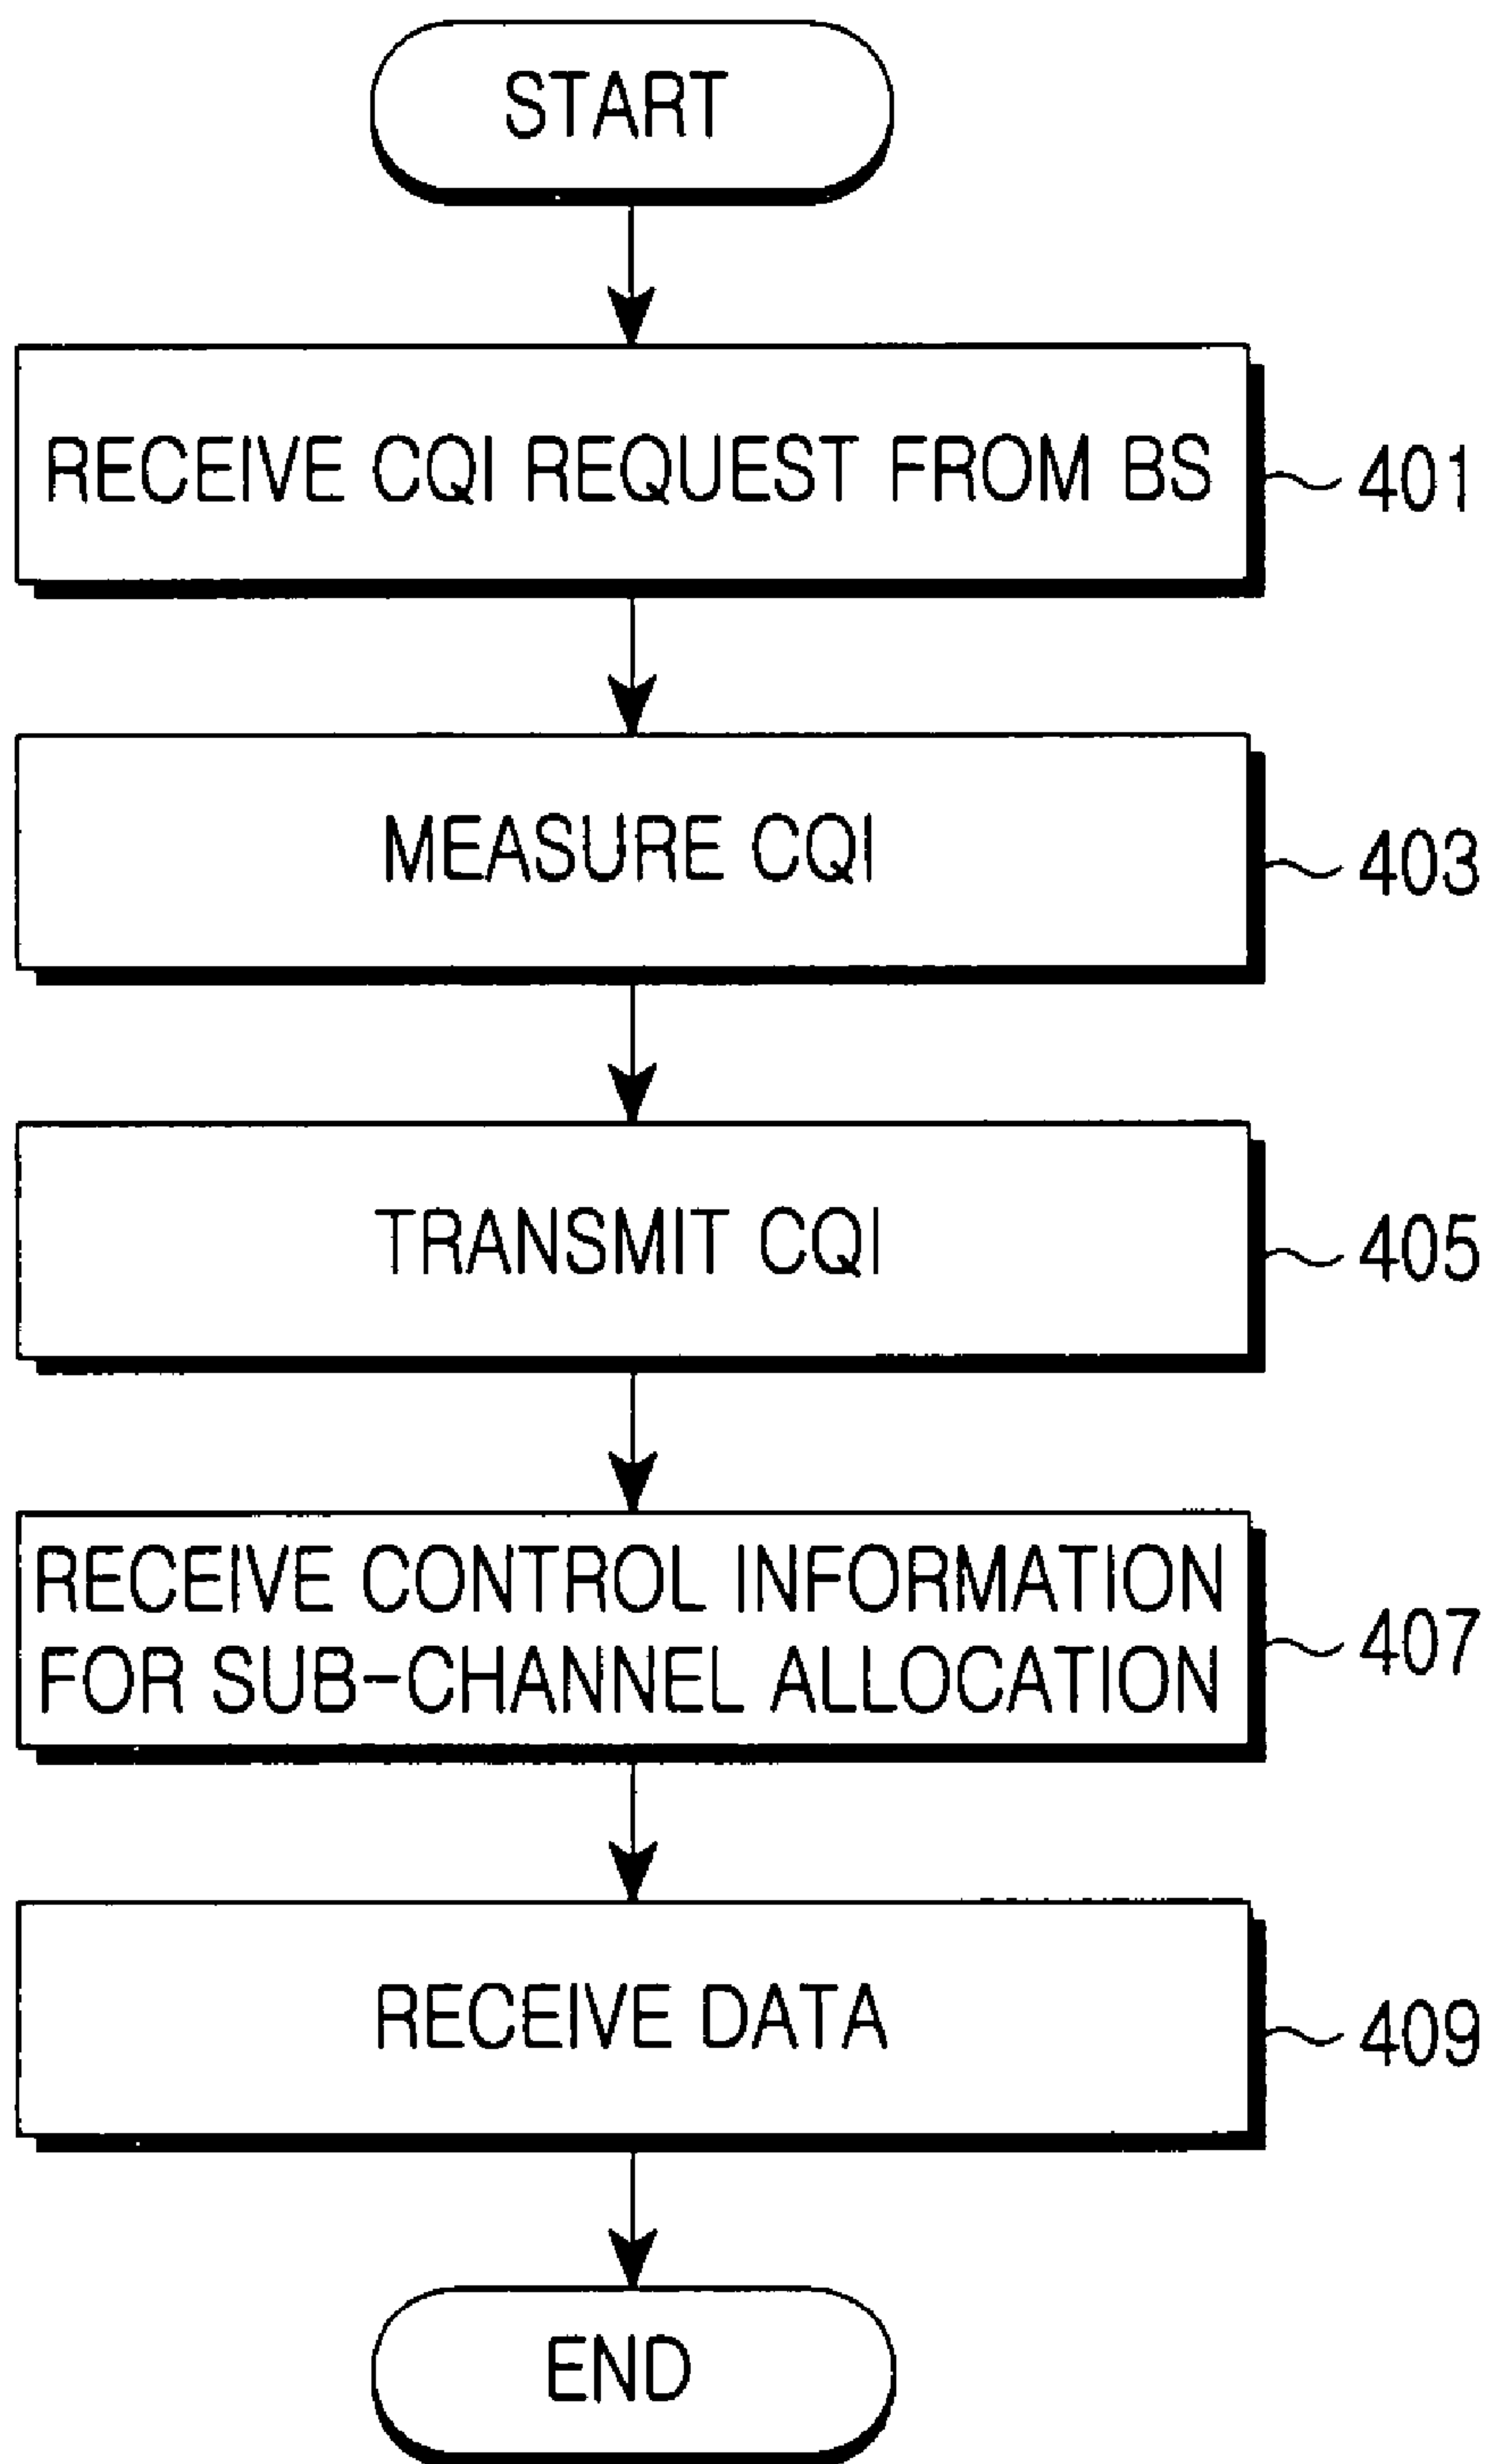 START
RECEIVE CQI REQUEST FROM BS
401
MEASURE CQI
403
TRANSMIT CQI
405
RECEIVE CONTROL INFORMATION
FOR SUB-CHANNEL ALLOCATION
407
RECEIVE DATA
409
END